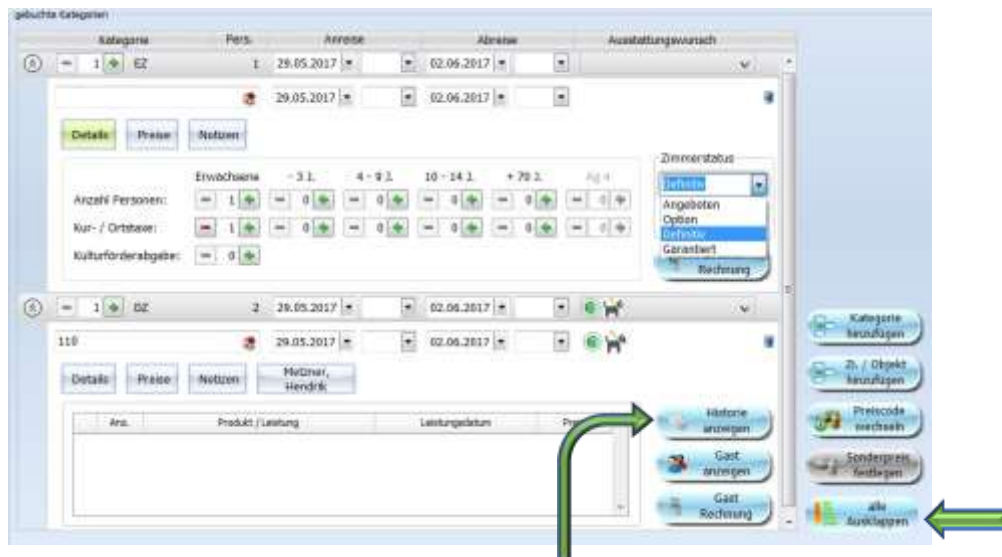 gebuchte Kategorien
Kategorie Pers. Anreise Abreise Ausstattungswunsch
1 EZ 1 29.05.2017 02.06.2017
29.05.2017 02.06.2017
Details Preise Notizen
Zimmerstatus
Erwachsene - 3 J. 4 - 9 J. 10 - 14 J. + 70 J. Ag 4
Definitiv
Anzahl Personen: 1 0 0 0 0 0
Angeboten
Option
Kur- / Ortstaxe: 1 0 0 0 0 0
Definitiv
Garantiert
Kulturförderabgabe: 0
Rechnung
1 DZ 2 29.05.2017 02.06.2017
110 29.05.2017 02.06.2017
Details Preise Notizen Metzner, Hendrik
Anz. Produkt / Leistung Leistungsdatum
Historie
anzeigen
Gast
anzeigen
Gast
Rechnung
Kategorie
hinzufügen
Zi. / Objekt
hinzufügen
Preiscode
wechseln
Sonderpreis
festlegen
alle
Ausklappen